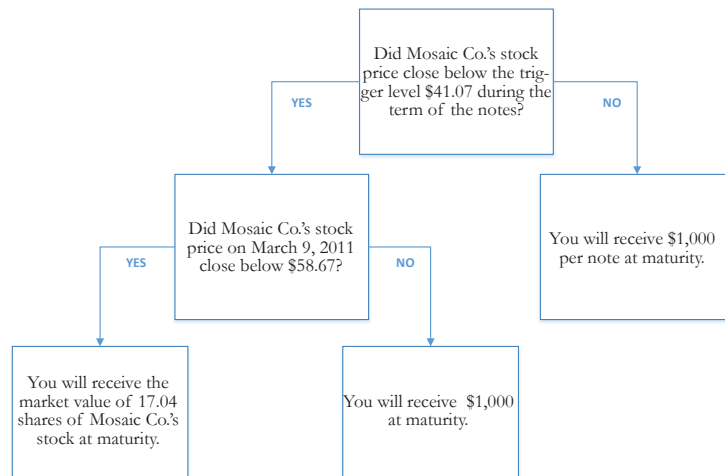 Did Mosaic Co.'s stock
price close below the trig-
ger level $41.07 during the
term of the notes?
YES
NO
Did Mosaic Co.'s stock
price on March 9, 2011
close below $58.67?
You will receive $1,000
per note at maturity.
YES
NO
You will receive the
market value of 17.04
shares of Mosaic Co.'s
stock at maturity.
You will receive  $1,000
at maturity.